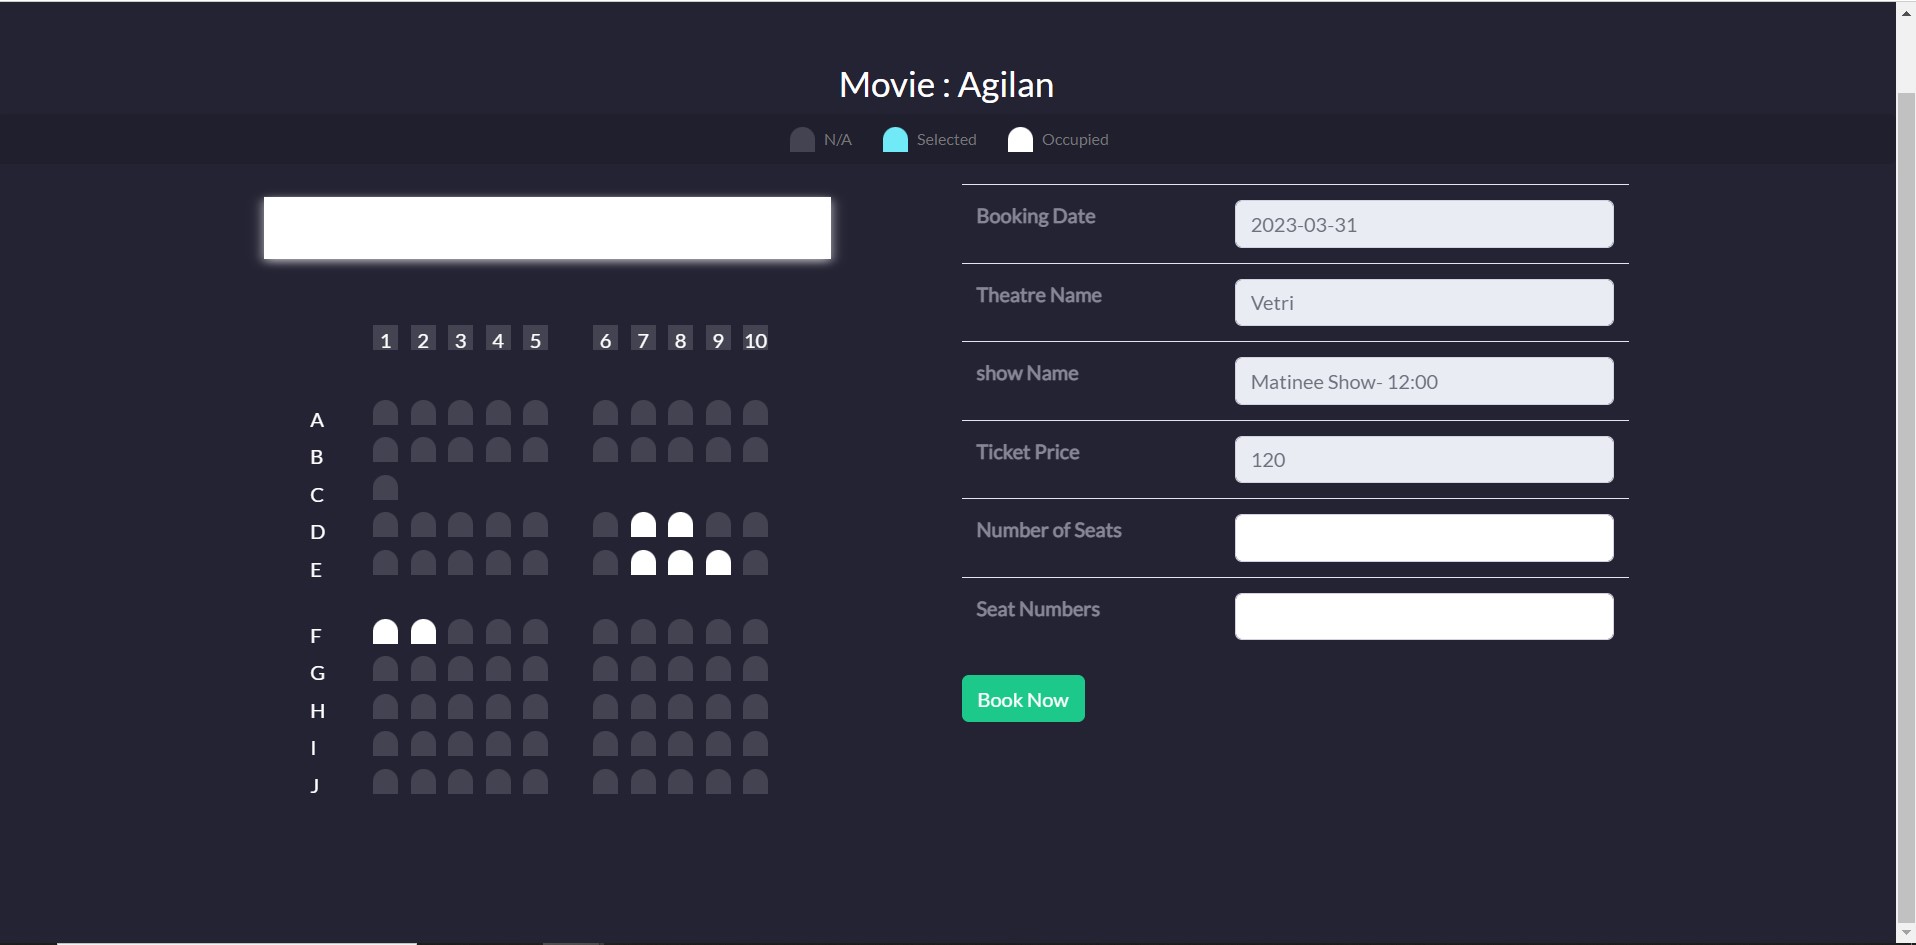 Movie : Agilan
N/A Selected Occupied
Booking Date 2023-03-31
Theatre Name Vetri
show Name Matinee Show- 12:00
Ticket Price 120
Number of Seats
Seat Numbers
Book Now
1 2 3 4 5 6 7 8 9 10
A
B
C
D
E
F
G
H
I
J